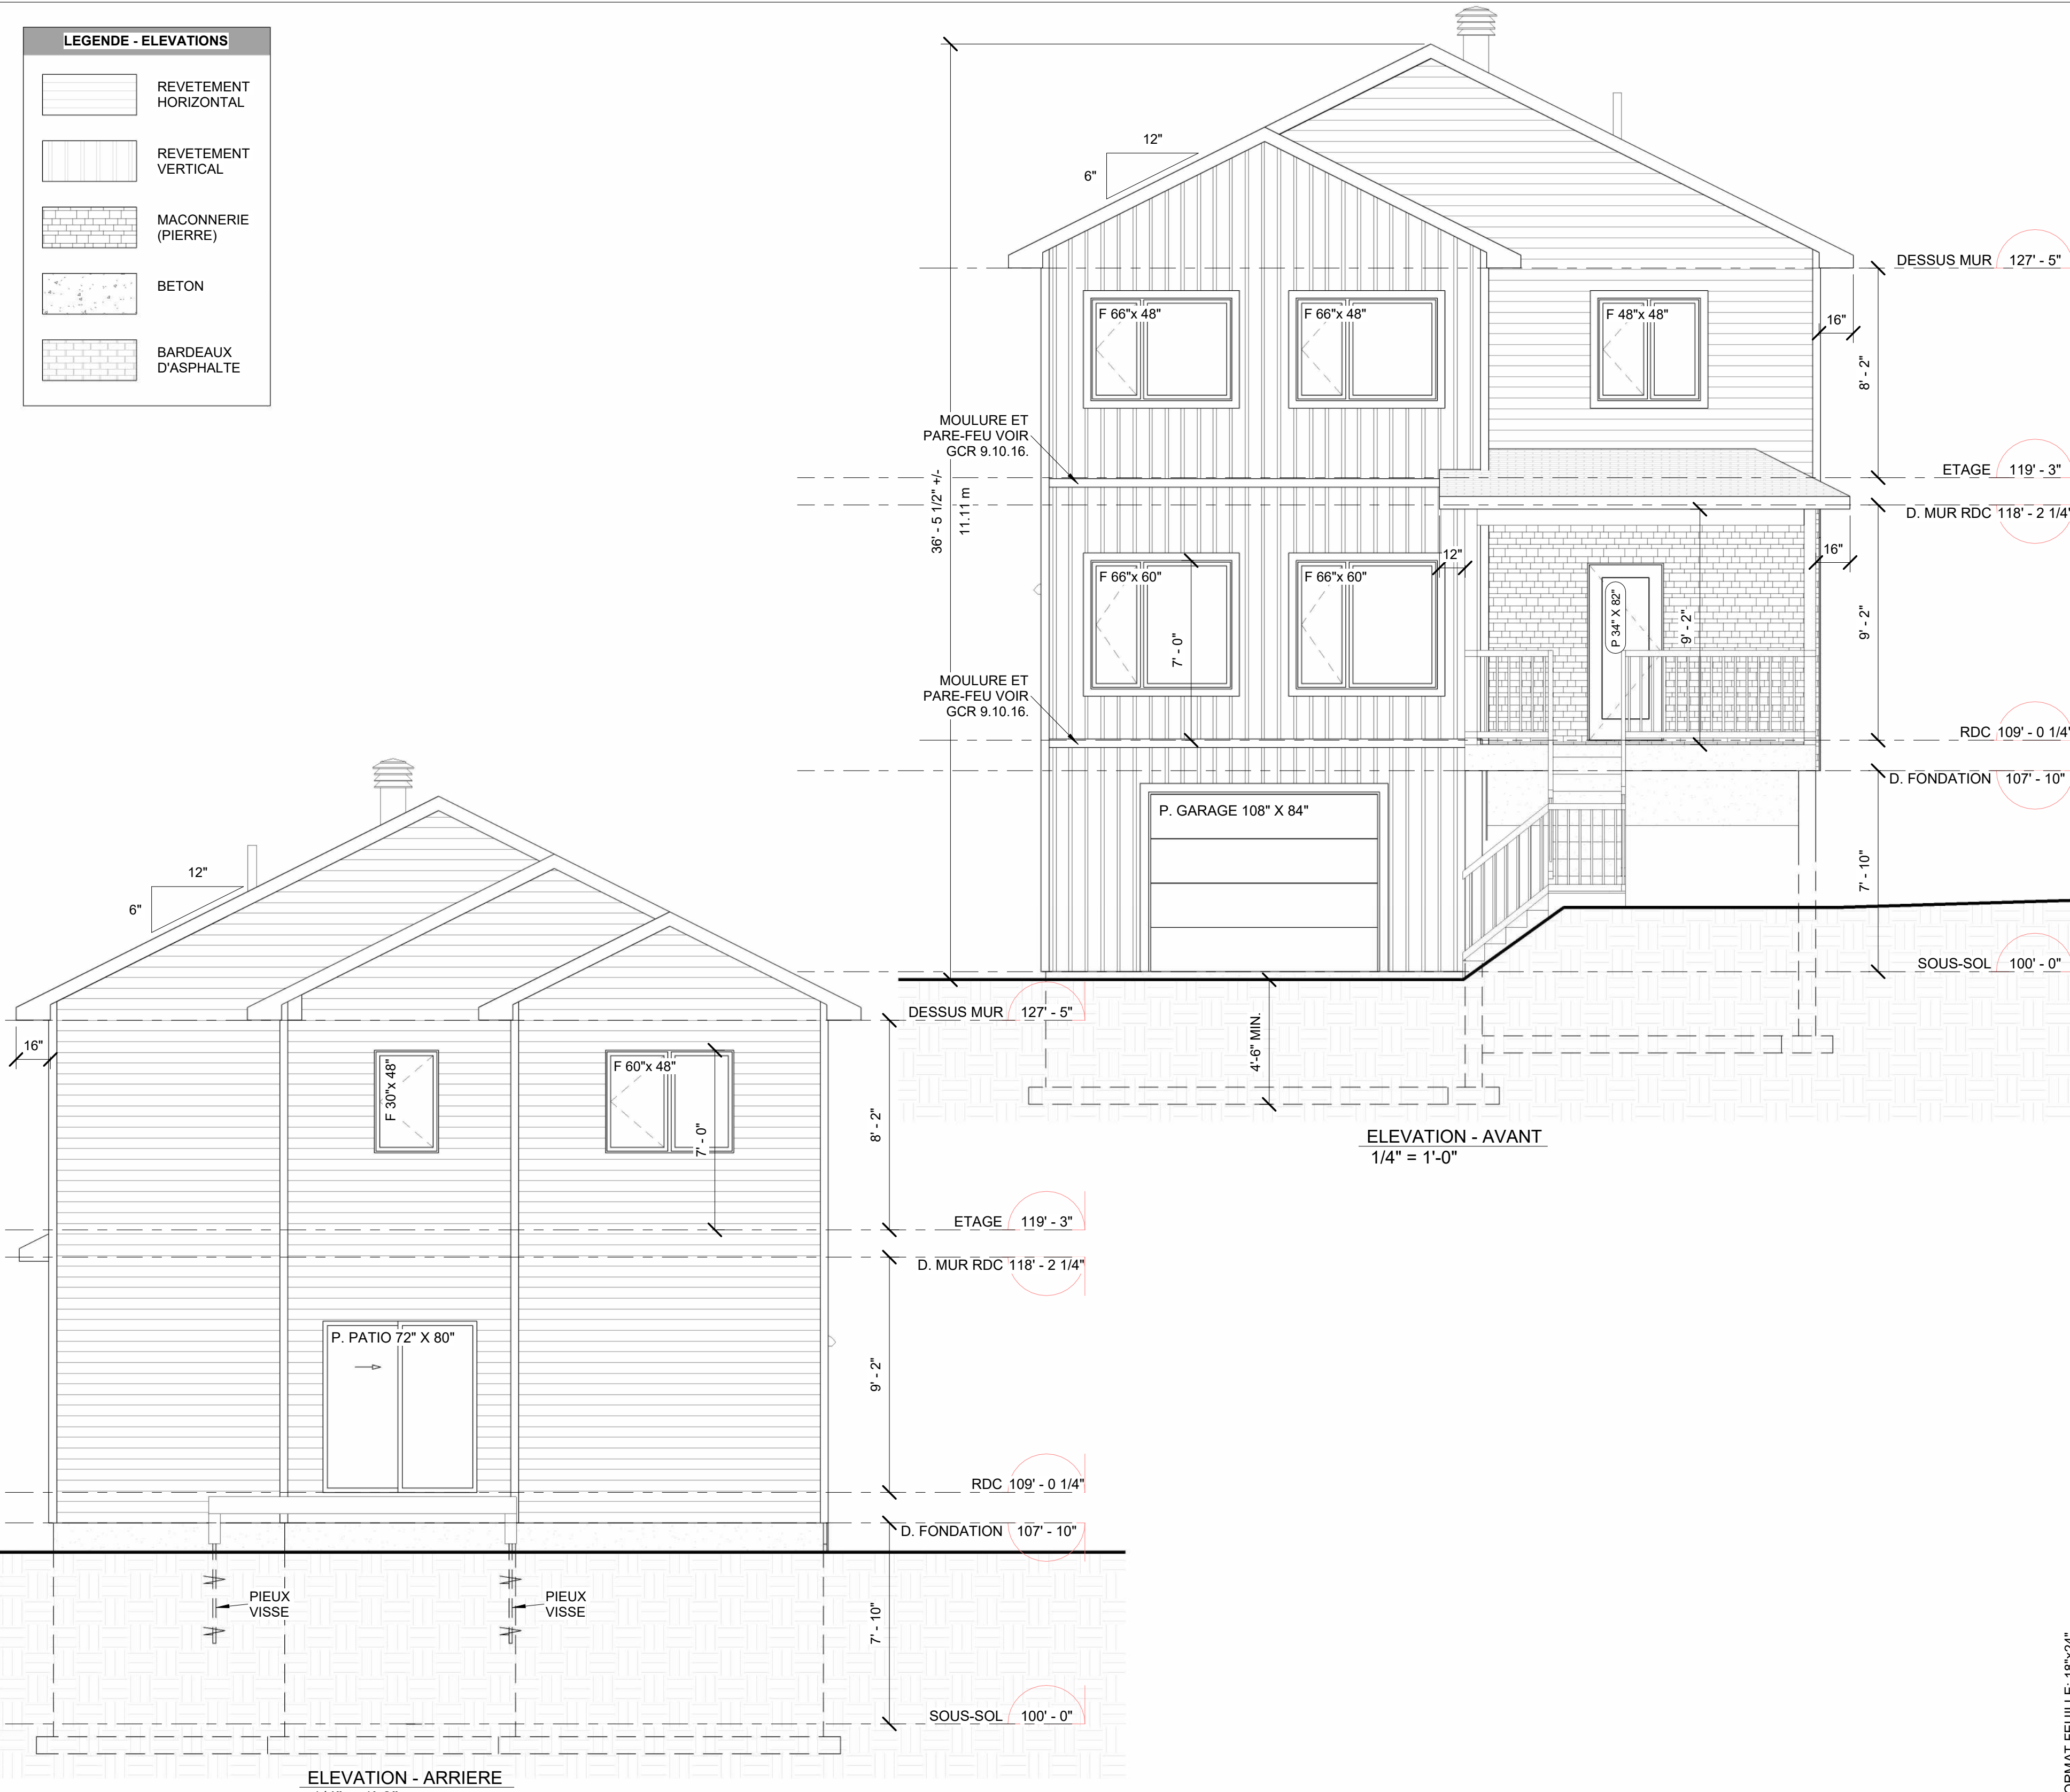 LEGENDE - ELEVATIONS
REVETEMENT
HORIZONTAL
REVETEMENT
VERTICAL
MACONNERIE
(PIERRE)
BETON
BARDEAUX
D'ASPHALTE
12"
6"
36' - 5 1/2" +/-
11.11 m
MOULURE ET
PARE-FEU VOIR
GCR 9.10.16.
MOULURE ET
PARE-FEU VOIR
GCR 9.10.16.
F 66"x 48"
F 66"x 48"
F 48"x 48"
F 66"x 60"
F 66"x 60"
7' - 0"
12"
P 34" X 82"
9' - 2"
16"
16"
P. GARAGE 108" X 84"
4'-6" MIN.
DESSUS MUR 127' - 5"
8' - 2"
ETAGE 119' - 3"
D. MUR RDC 118' - 2 1/4"
9' - 2"
RDC 109' - 0 1/4"
D. FONDATION 107' - 10"
7' - 10"
SOUS-SOL 100' - 0"
ELEVATION - AVANT
1/4" = 1'-0"
12"
6"
16"
F 30"x 48"
F 60"x 48"
7' - 0"
P. PATIO 72" X 80"
PIEUX
VISSE
PIEUX
VISSE
DESSUS MUR 127' - 5"
8' - 2"
ETAGE 119' - 3"
D. MUR RDC 118' - 2 1/4"
9' - 2"
RDC 109' - 0 1/4"
D. FONDATION 107' - 10"
7' - 10"
SOUS-SOL 100' - 0"
ELEVATION - ARRIERE
FEUILLE: 18"x24"